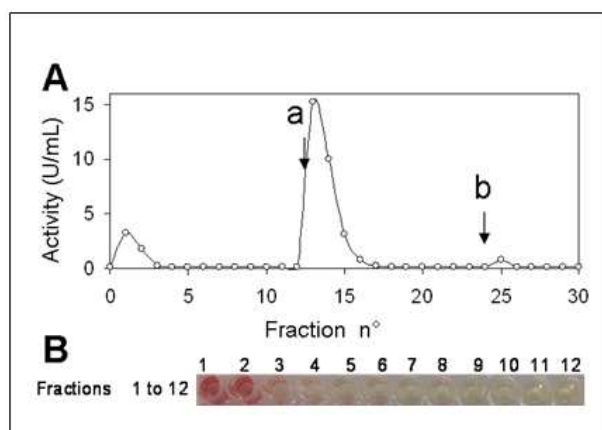 A
Activity (U/mL)
15
10
5
0
a
b
0 5 10 15 20 25 30
Fraction n°
B
1 2 3 4 5 6 7 8 9 10 11 12
Fractions 1 to 12